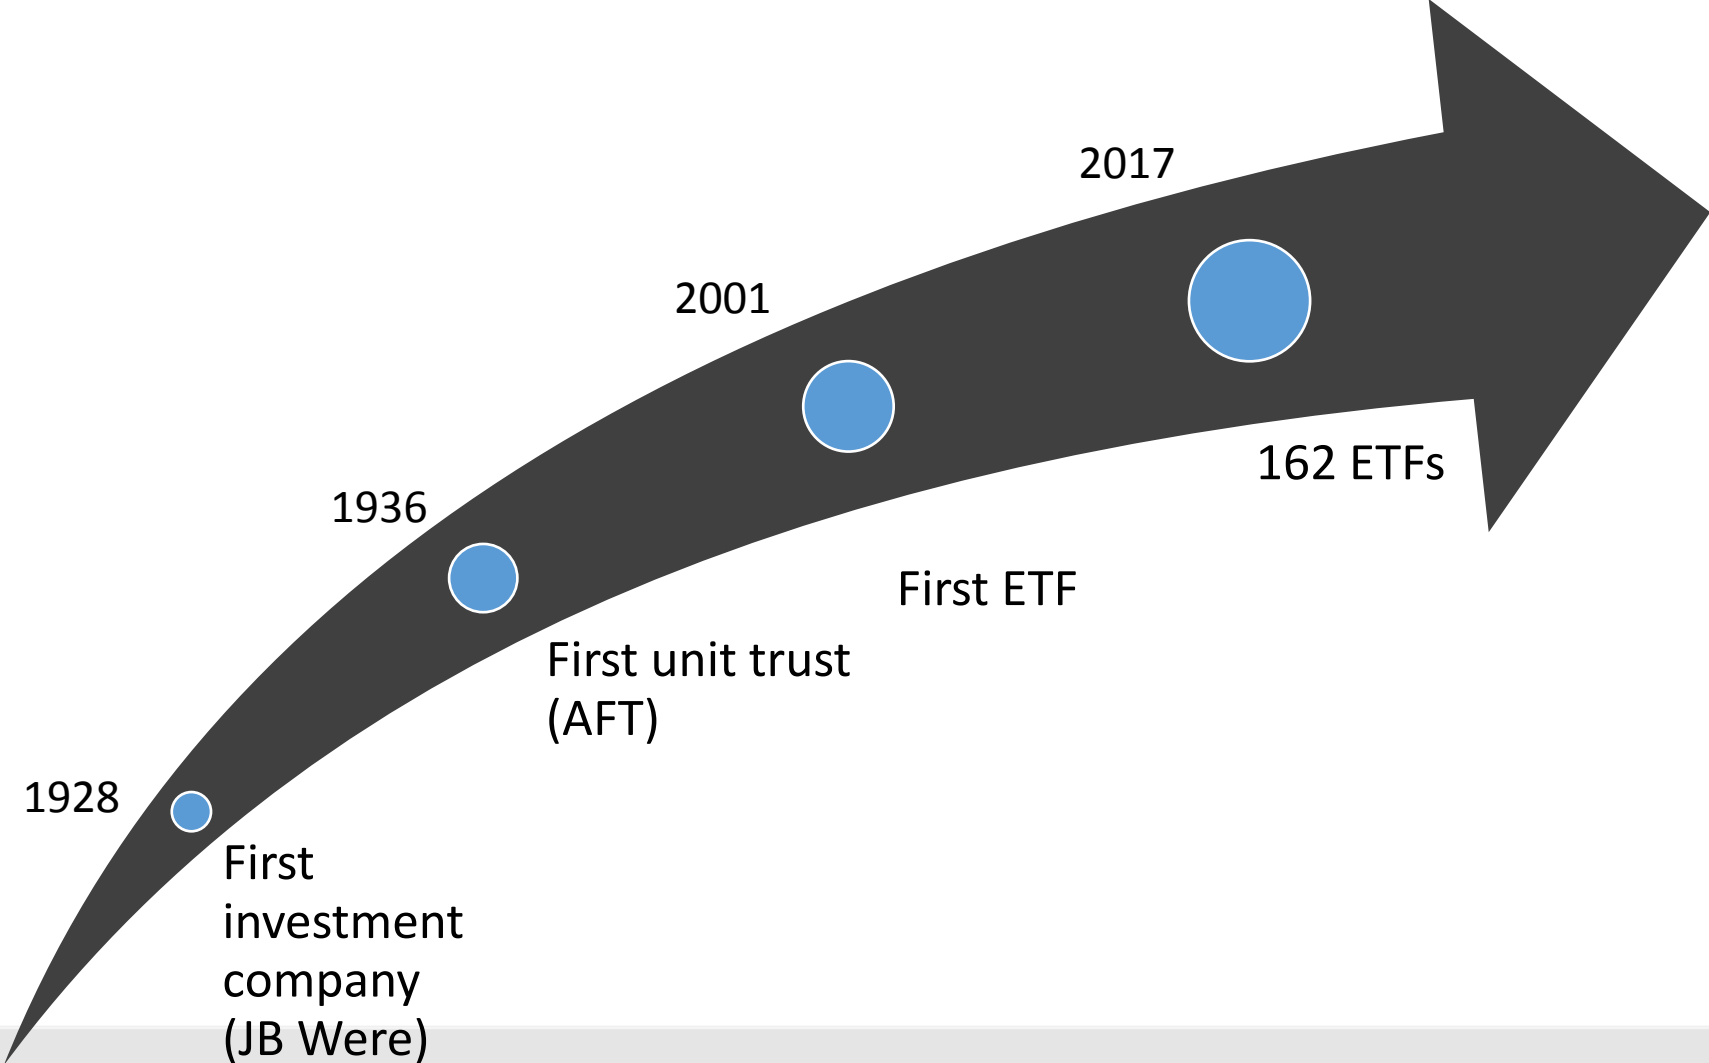 1928
First
investment
company
(JB Were)
1936
First unit trust
(AFT)
2001
First ETF
2017
162 ETFs